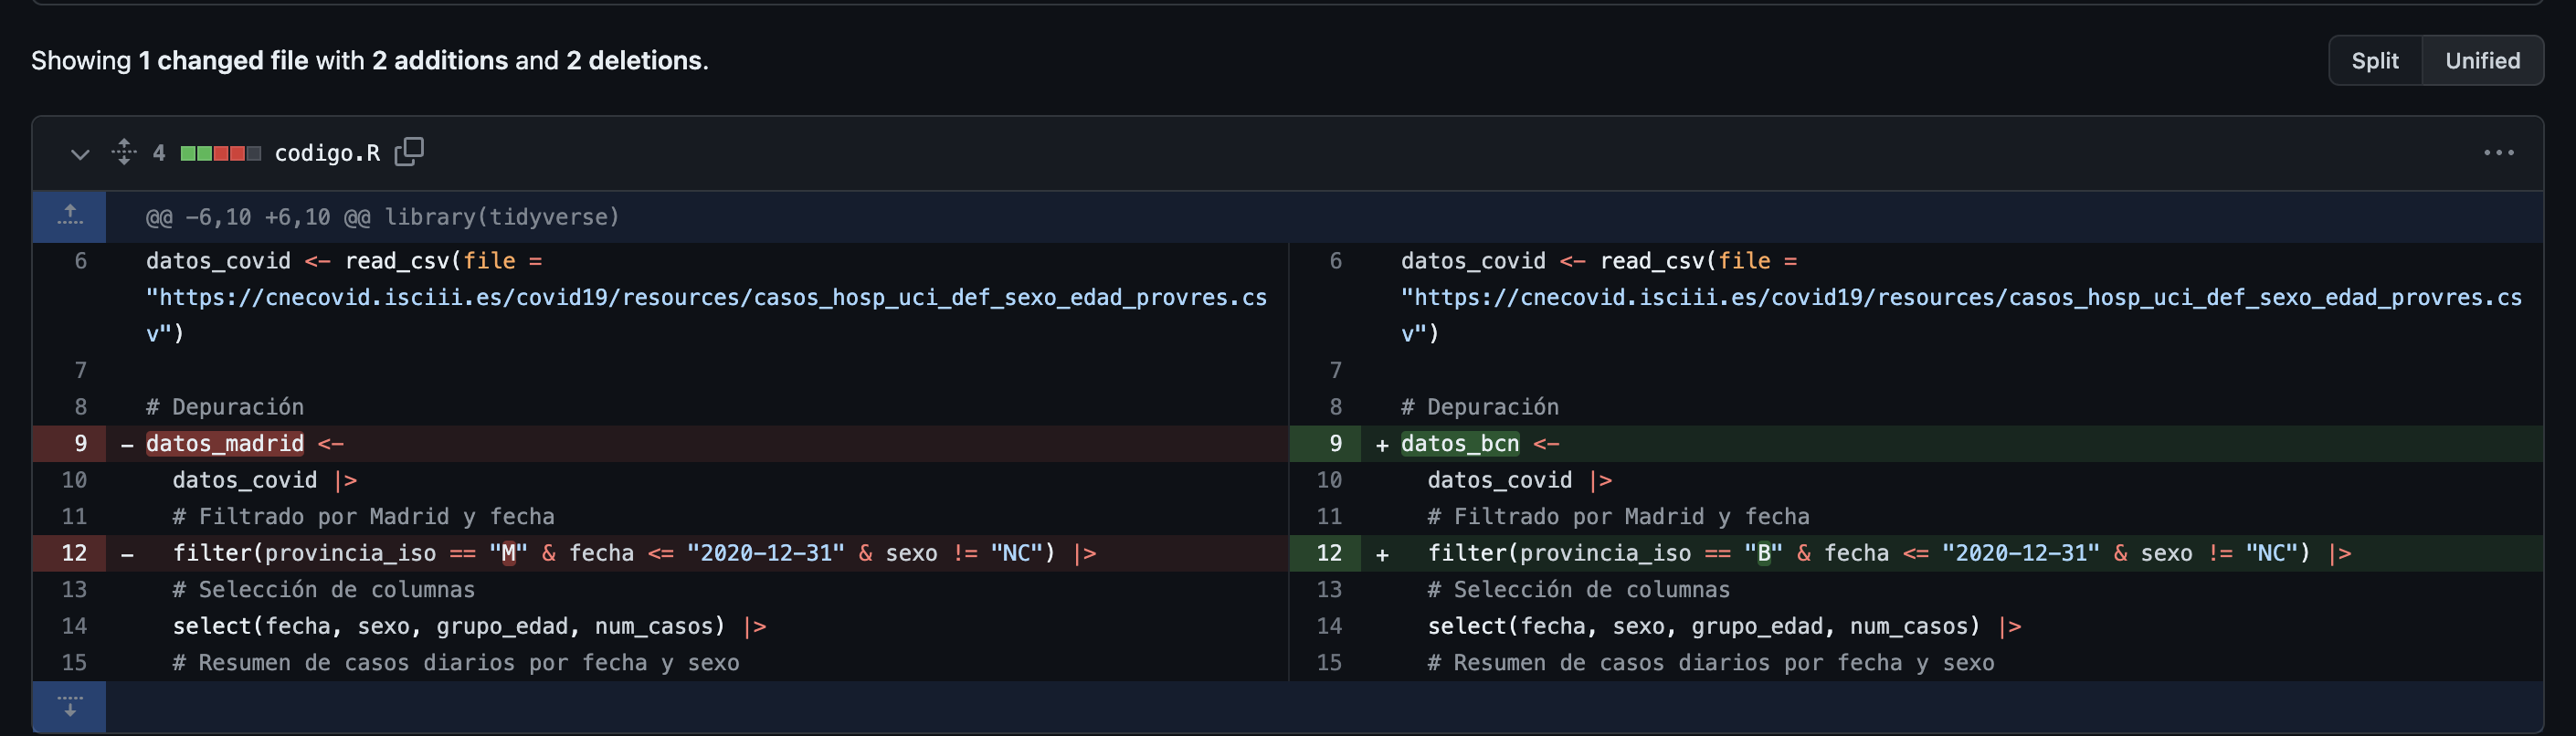 Showing 1 changed file with 2 additions and 2 deletions.
Split Unified
4 codigo.R
@@ -6,10 +6,10 @@ library(tidyverse)
6 datos_covid <- read_csv(file =
"https://cnecovid.isciii.es/covid19/resources/casos_hosp_uci_def_sexo_edad_provres.cs
v")
7
8 # Depuración
9 - datos_madrid <-
10 datos_covid |>
11 # Filtrado por Madrid y fecha
12 - filter(provincia_iso == "M" & fecha <= "2020-12-31" & sexo != "NC") |>
13 # Selección de columnas
14 select(fecha, sexo, grupo_edad, num_casos) |>
15 # Resumen de casos diarios por fecha y sexo
6 datos_covid <- read_csv(file =
"https://cnecovid.isciii.es/covid19/resources/casos_hosp_uci_def_sexo_edad_provres.cs
v")
7
8 # Depuración
9 + datos_bcn <-
10 datos_covid |>
11 # Filtrado por Madrid y fecha
12 + filter(provincia_iso == "B" & fecha <= "2020-12-31" & sexo != "NC") |>
13 # Selección de columnas
14 select(fecha, sexo, grupo_edad, num_casos) |>
15 # Resumen de casos diarios por fecha y sexo